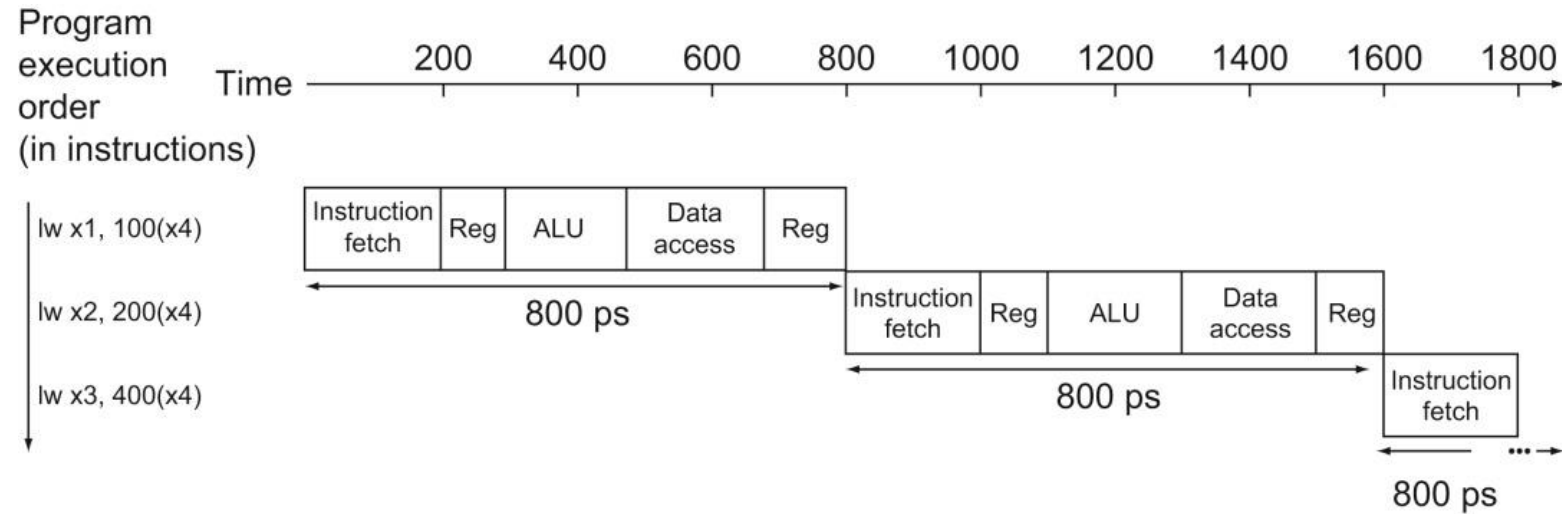 Program
execution
order
(in instructions)
Time
200 400 600 800 1000 1200 1400 1600 1800
lw x1, 100(x4)
Instruction
fetch
Reg
ALU
Data
access
Reg
800 ps
lw x2, 200(x4)
Instruction
fetch
Reg
ALU
Data
access
Reg
800 ps
lw x3, 400(x4)
Instruction
fetch
...
800 ps